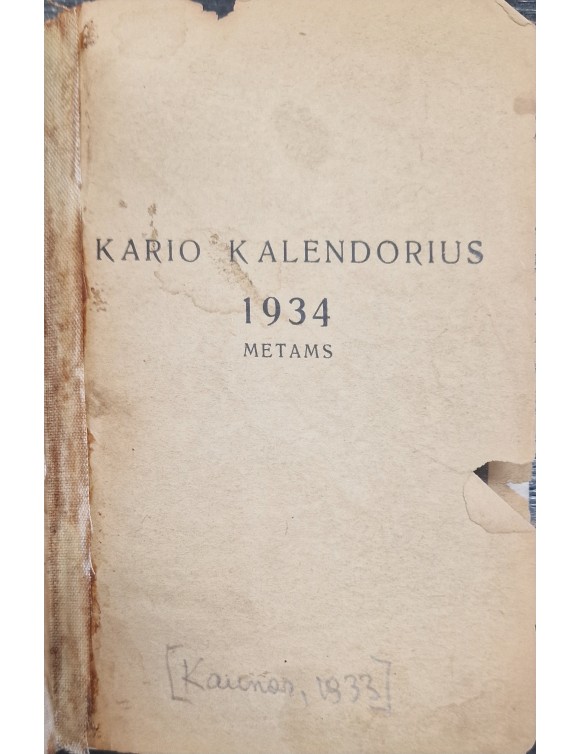 KARIO KALENDORIUS
1934
METAMS
[Kaunas, 1933]